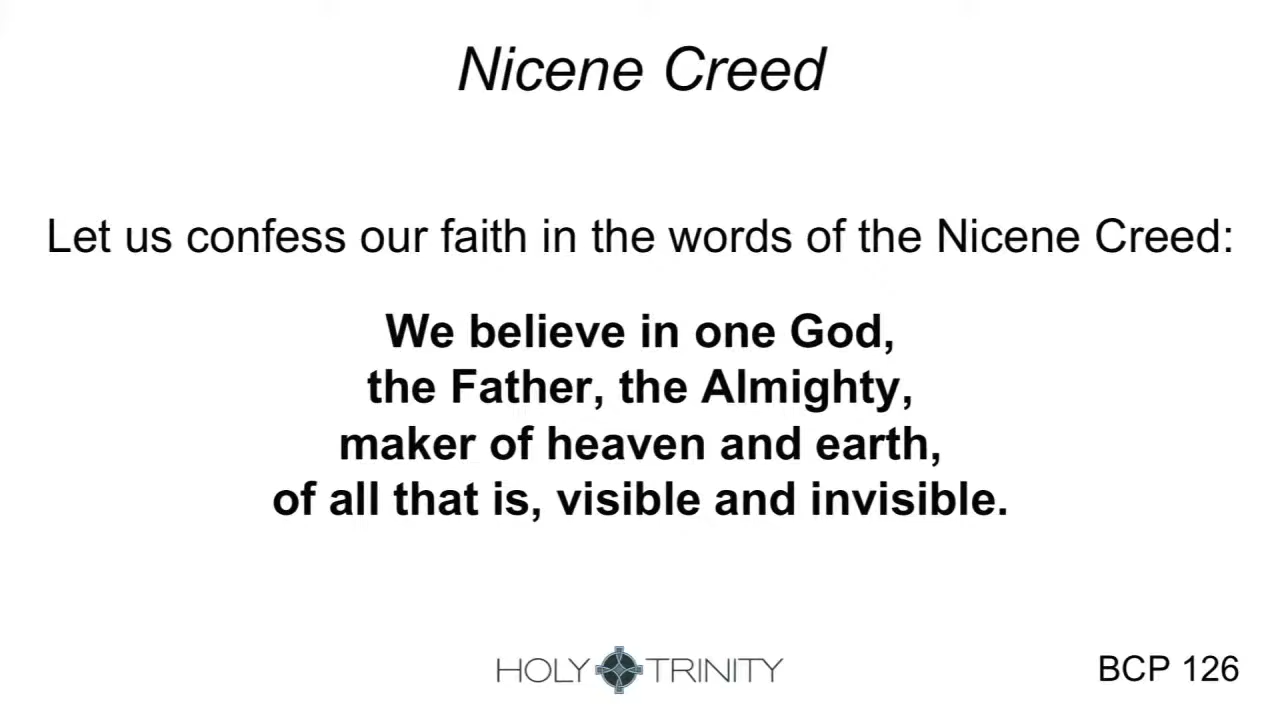 Nicene Creed
Let us confess our faith in the words of the Nicene Creed:
We believe in one God,
the Father, the Almighty,
maker of heaven and earth,
of all that is, visible and invisible.
HOLY TRINITY
BCP 126